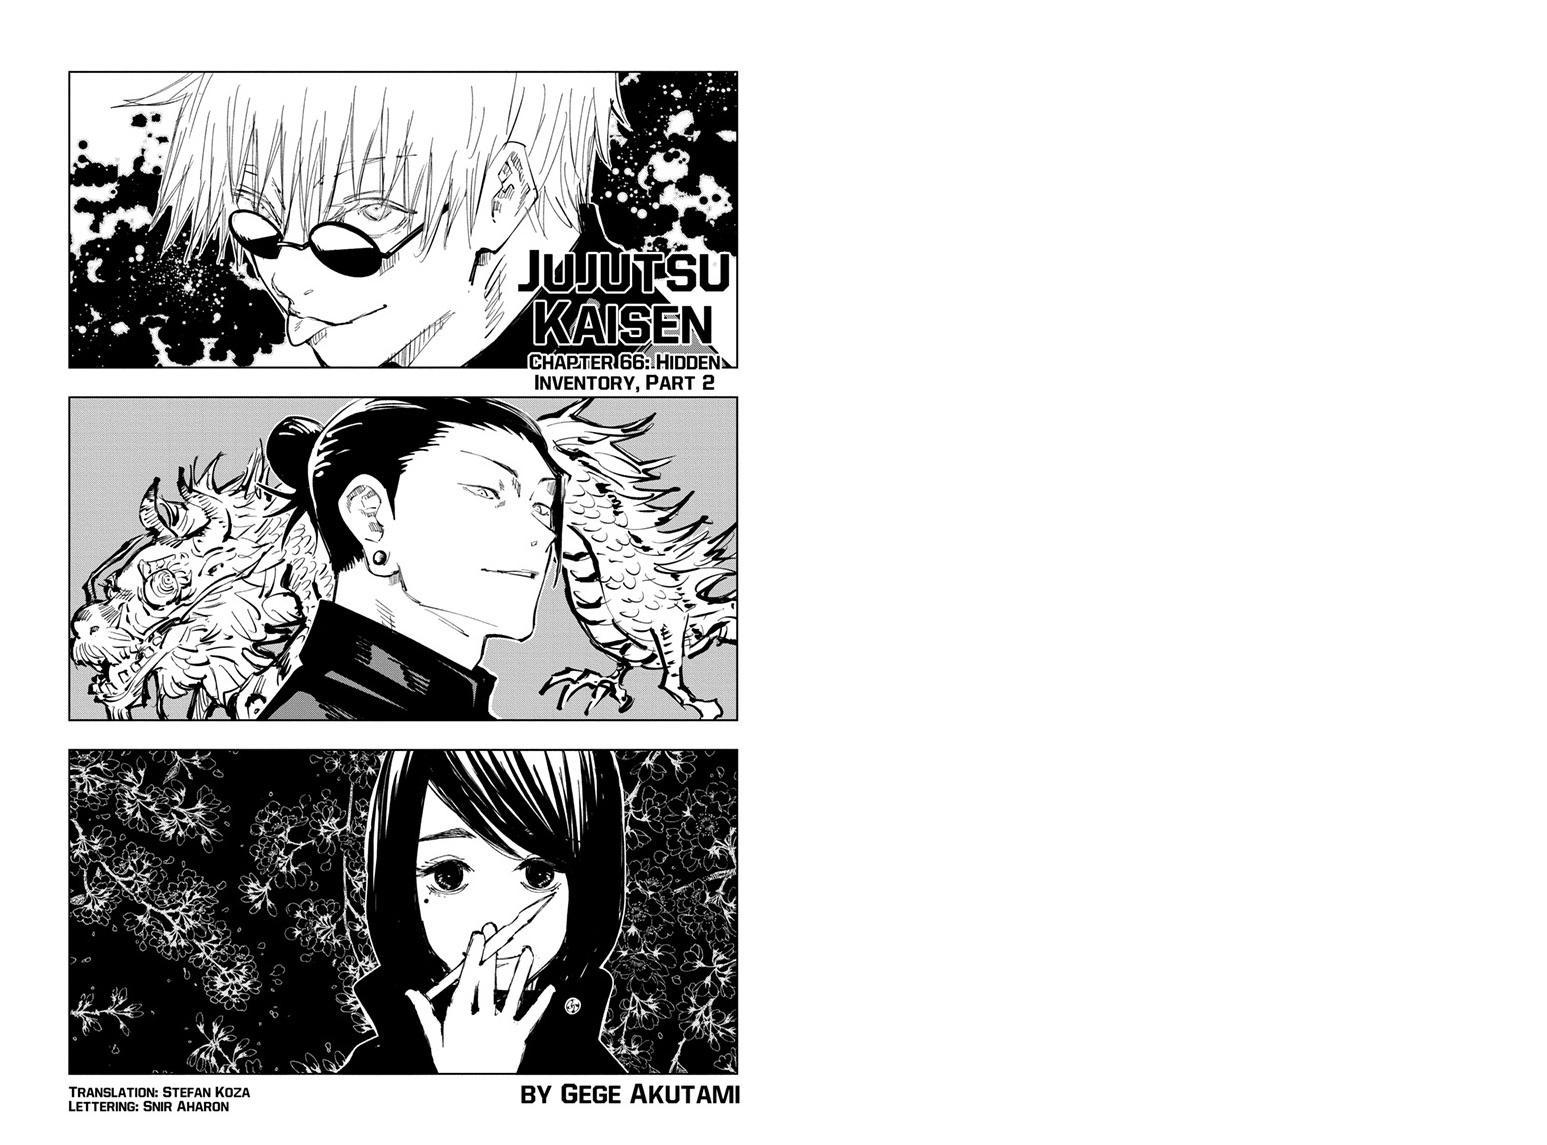 Jujutsu
Kaisen
Chapter 66: Hidden
Inventory, Part 2
Translation: Stefan Koza
Lettering: Snir Aharon
by Gege Akutami